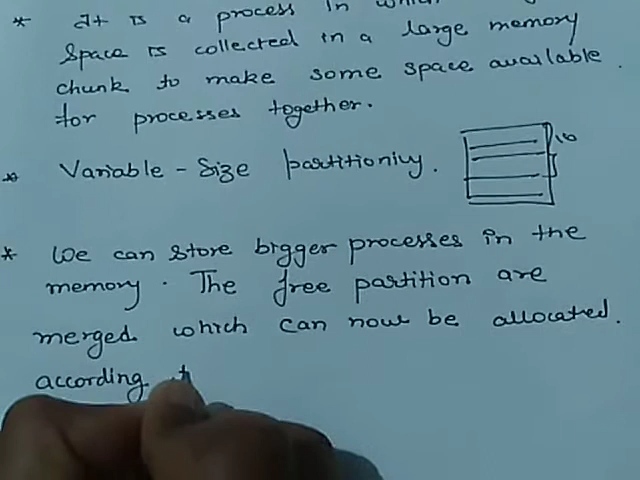 * It is a process in which
space is collected in a large memory
chunk to make some space available.
for processes together.
* Variable - Size partitioning.
* We can store bigger processes in the
memory. The free partition are
merged which can now be allocated.
according